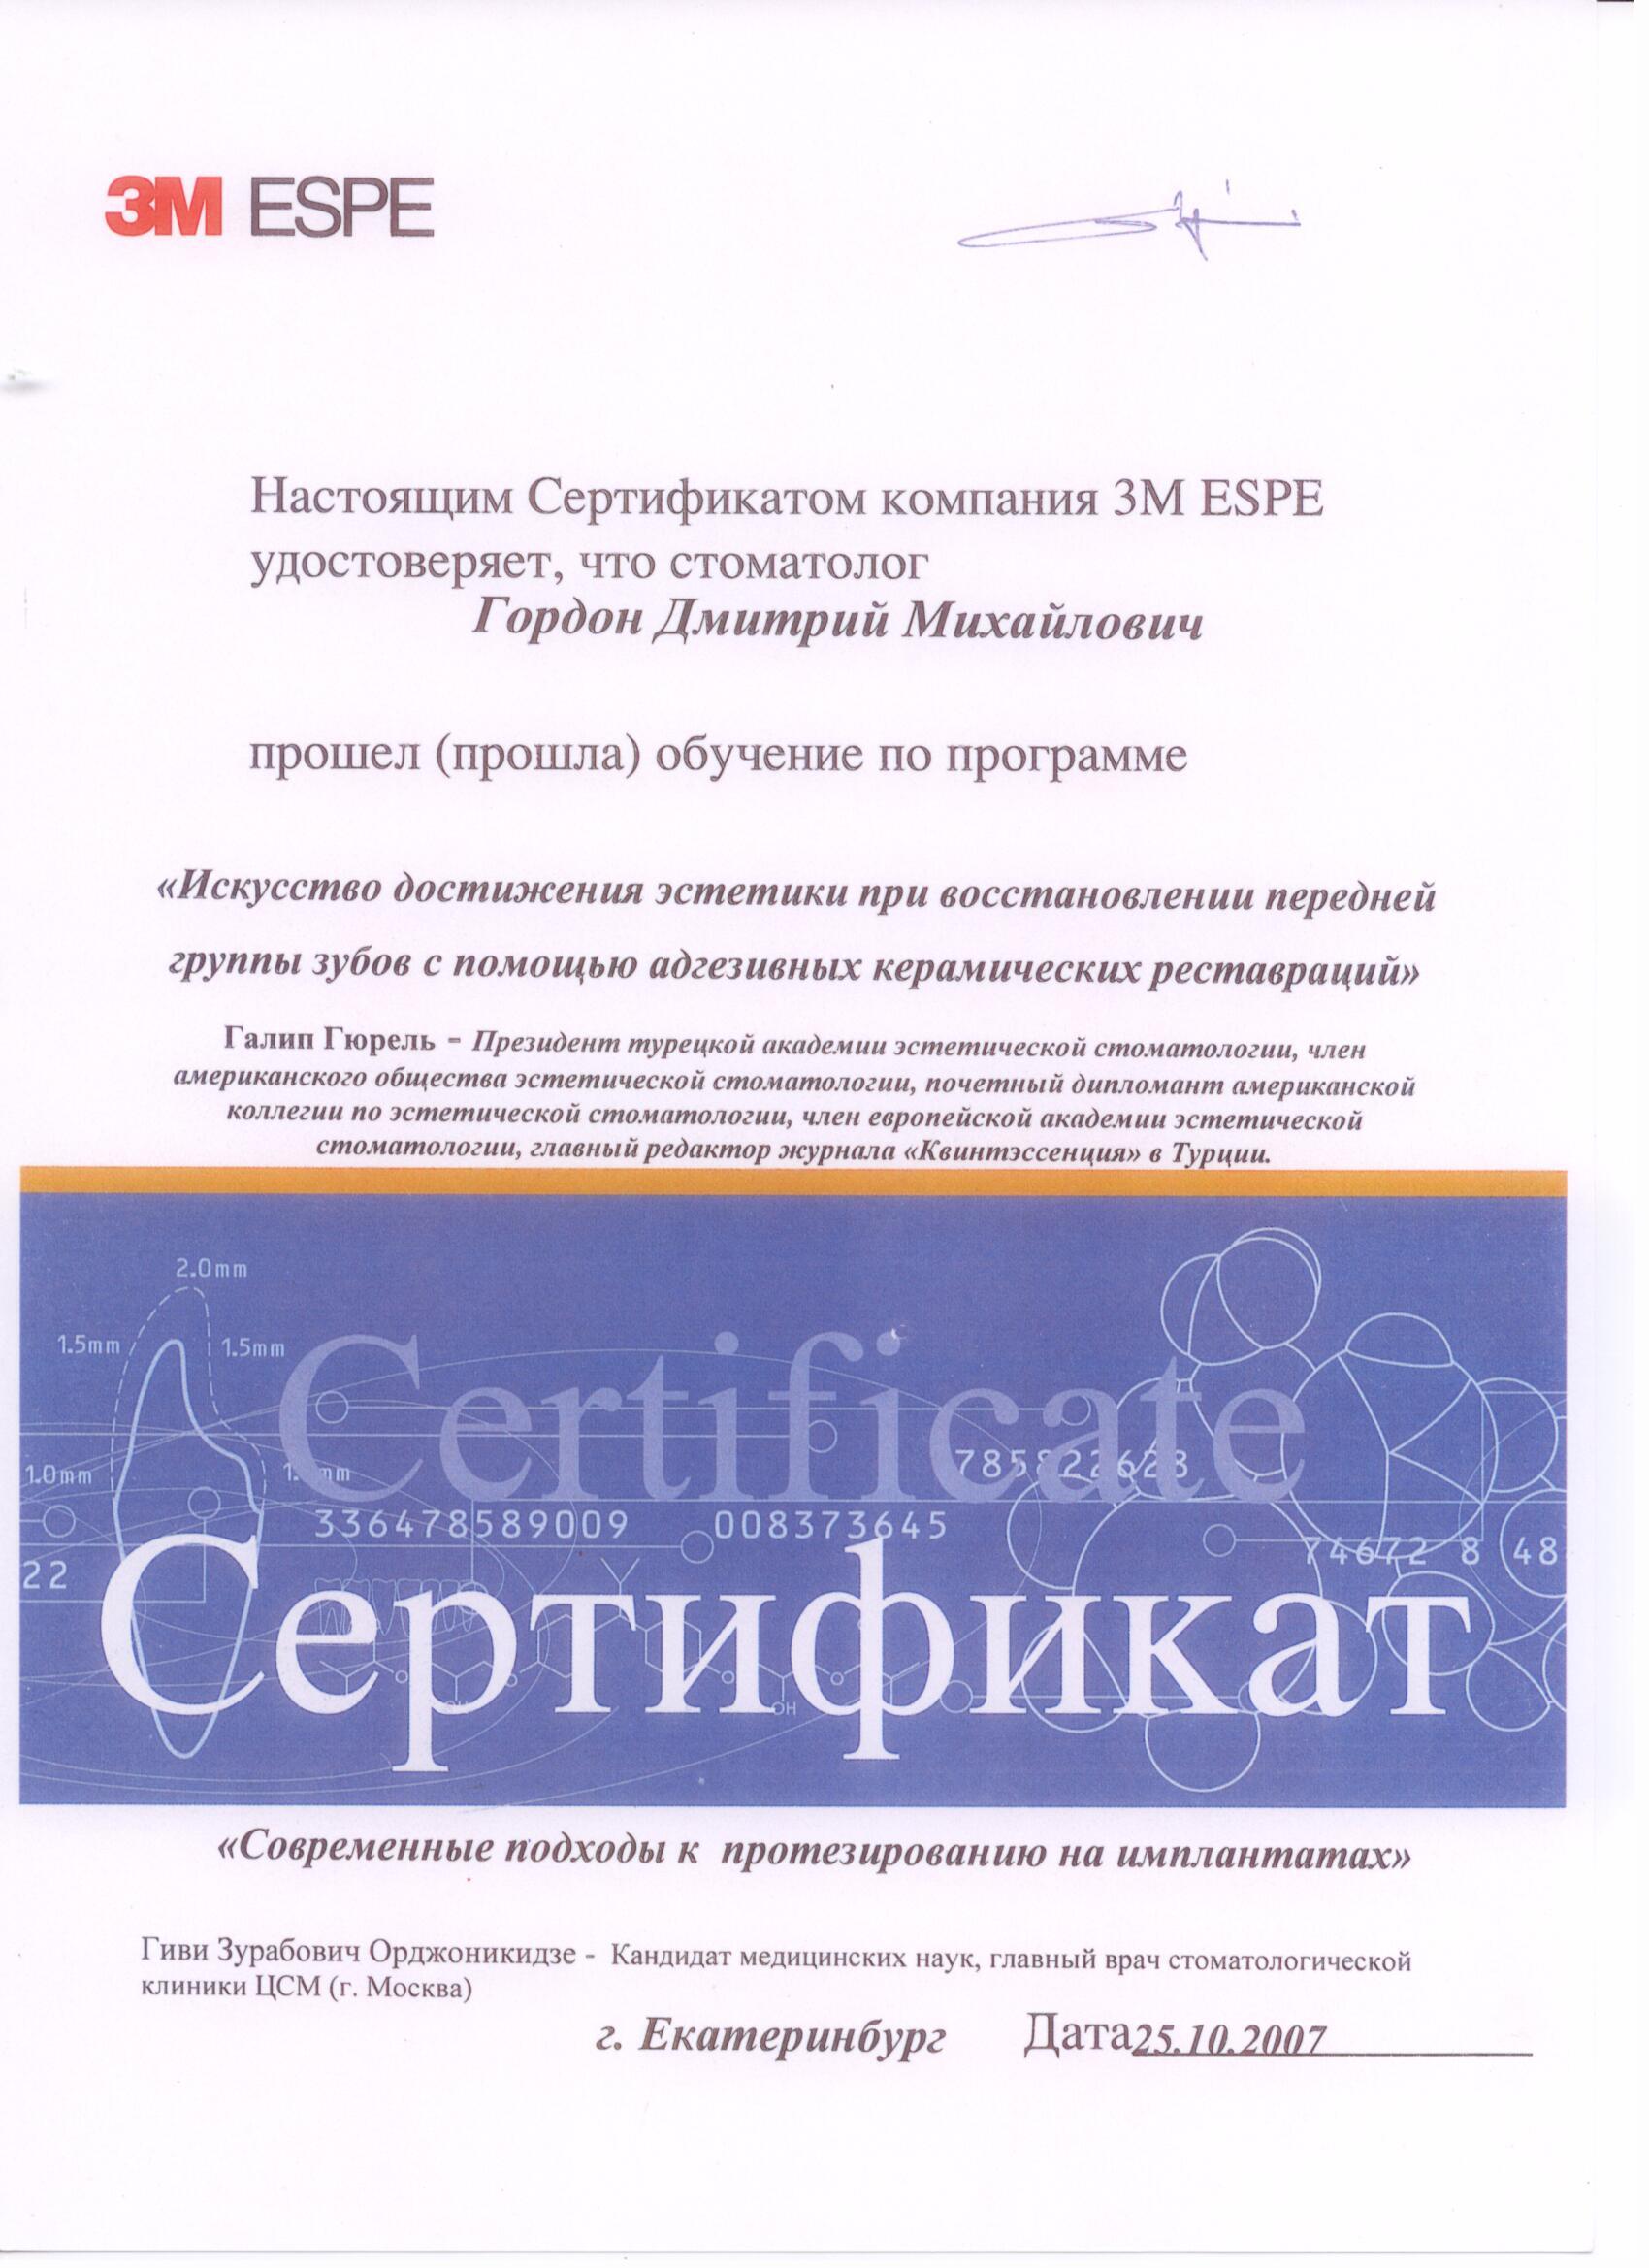 3M ESPE
Настоящим Сертификатом компания 3M ESPE
удостоверяет, что стоматолог
Гордон Дмитрий Михайлович
прошел (прошла) обучение по программе
«Искусство достижения эстетики при восстановлении передней
группы зубов с помощью адгезивных керамических реставраций»
Галип Гюрель - Президент турецкой академии эстетической стоматологии, член
американского общества эстетической стоматологии, почетный дипломант американской
коллегии по эстетической стоматологии, член европейской академии эстетической
стоматологии, главный редактор журнала «Квинтэссенция» в Турции.
2.0mm
1.5mm 1.5mm
Certificate
1.0mm
785822628
336478589009 008373645
74672 8 48
22
Сертификат
OH
«Современные подходы к протезированию на имплантатах»
Гиви Зурабович Орджоникидзе - Кандидат медицинских наук, главный врач стоматологической
клиники ЦСМ (г. Москва)
г. Екатеринбург Дата25.10.2007